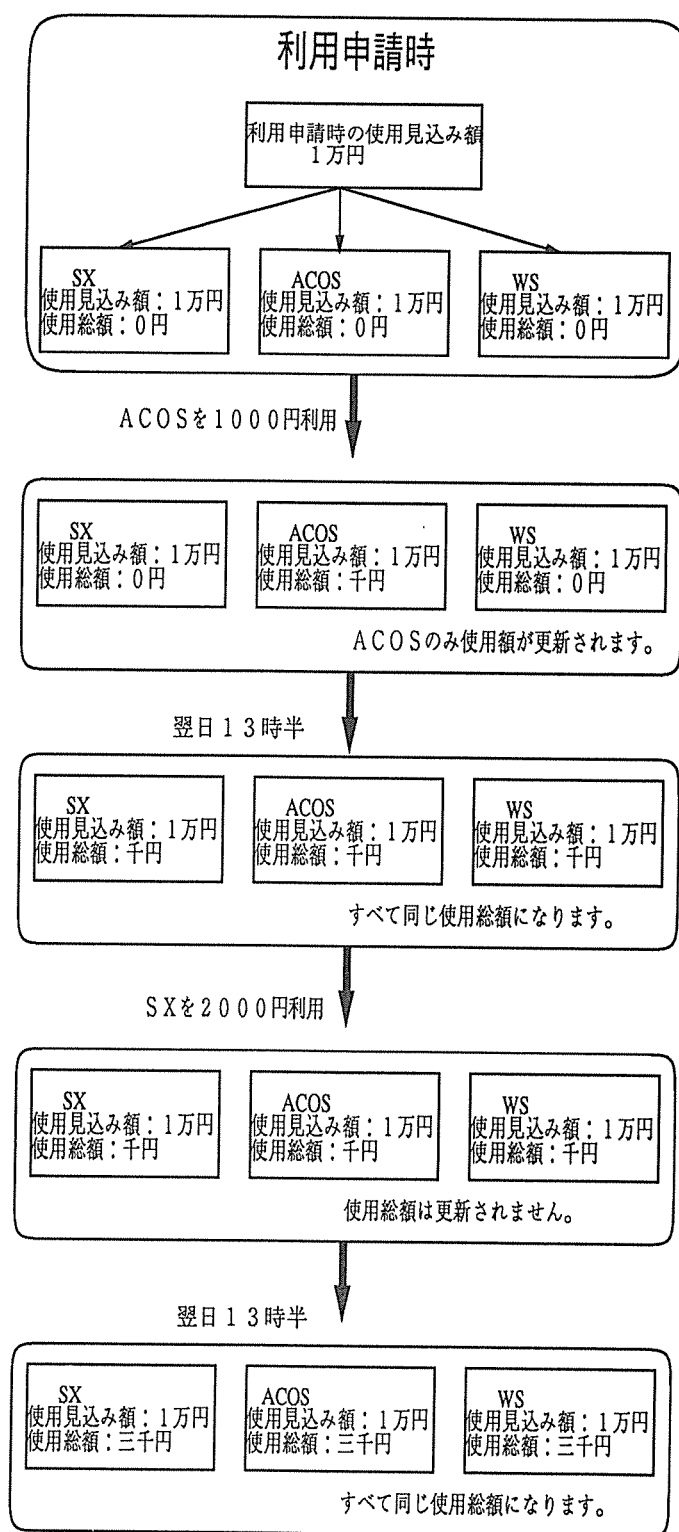 利用申請時
利用申請時の使用見込み額
1万円
SX
使用見込み額：1万円
使用総額：0円
ACOS
使用見込み額：1万円
使用総額：0円
WS
使用見込み額：1万円
使用総額：0円
ACOSを1000円利用
SX
使用見込み額：1万円
使用総額：0円
ACOS
使用見込み額：1万円
使用総額：千円
WS
使用見込み額：1万円
使用総額：0円
ACOSのみ使用額が更新されます。
翌日13時半
SX
使用見込み額：1万円
使用総額：千円
ACOS
使用見込み額：1万円
使用総額：千円
WS
使用見込み額：1万円
使用総額：千円
すべて同じ使用総額になります。
SXを2000円利用
SX
使用見込み額：1万円
使用総額：千円
ACOS
使用見込み額：1万円
使用総額：千円
WS
使用見込み額：1万円
使用総額：千円
使用総額は更新されません。
翌日13時半
SX
使用見込み額：1万円
使用総額：三千円
ACOS
使用見込み額：1万円
使用総額：三千円
WS
使用見込み額：1万円
使用総額：三千円
すべて同じ使用総額になります。